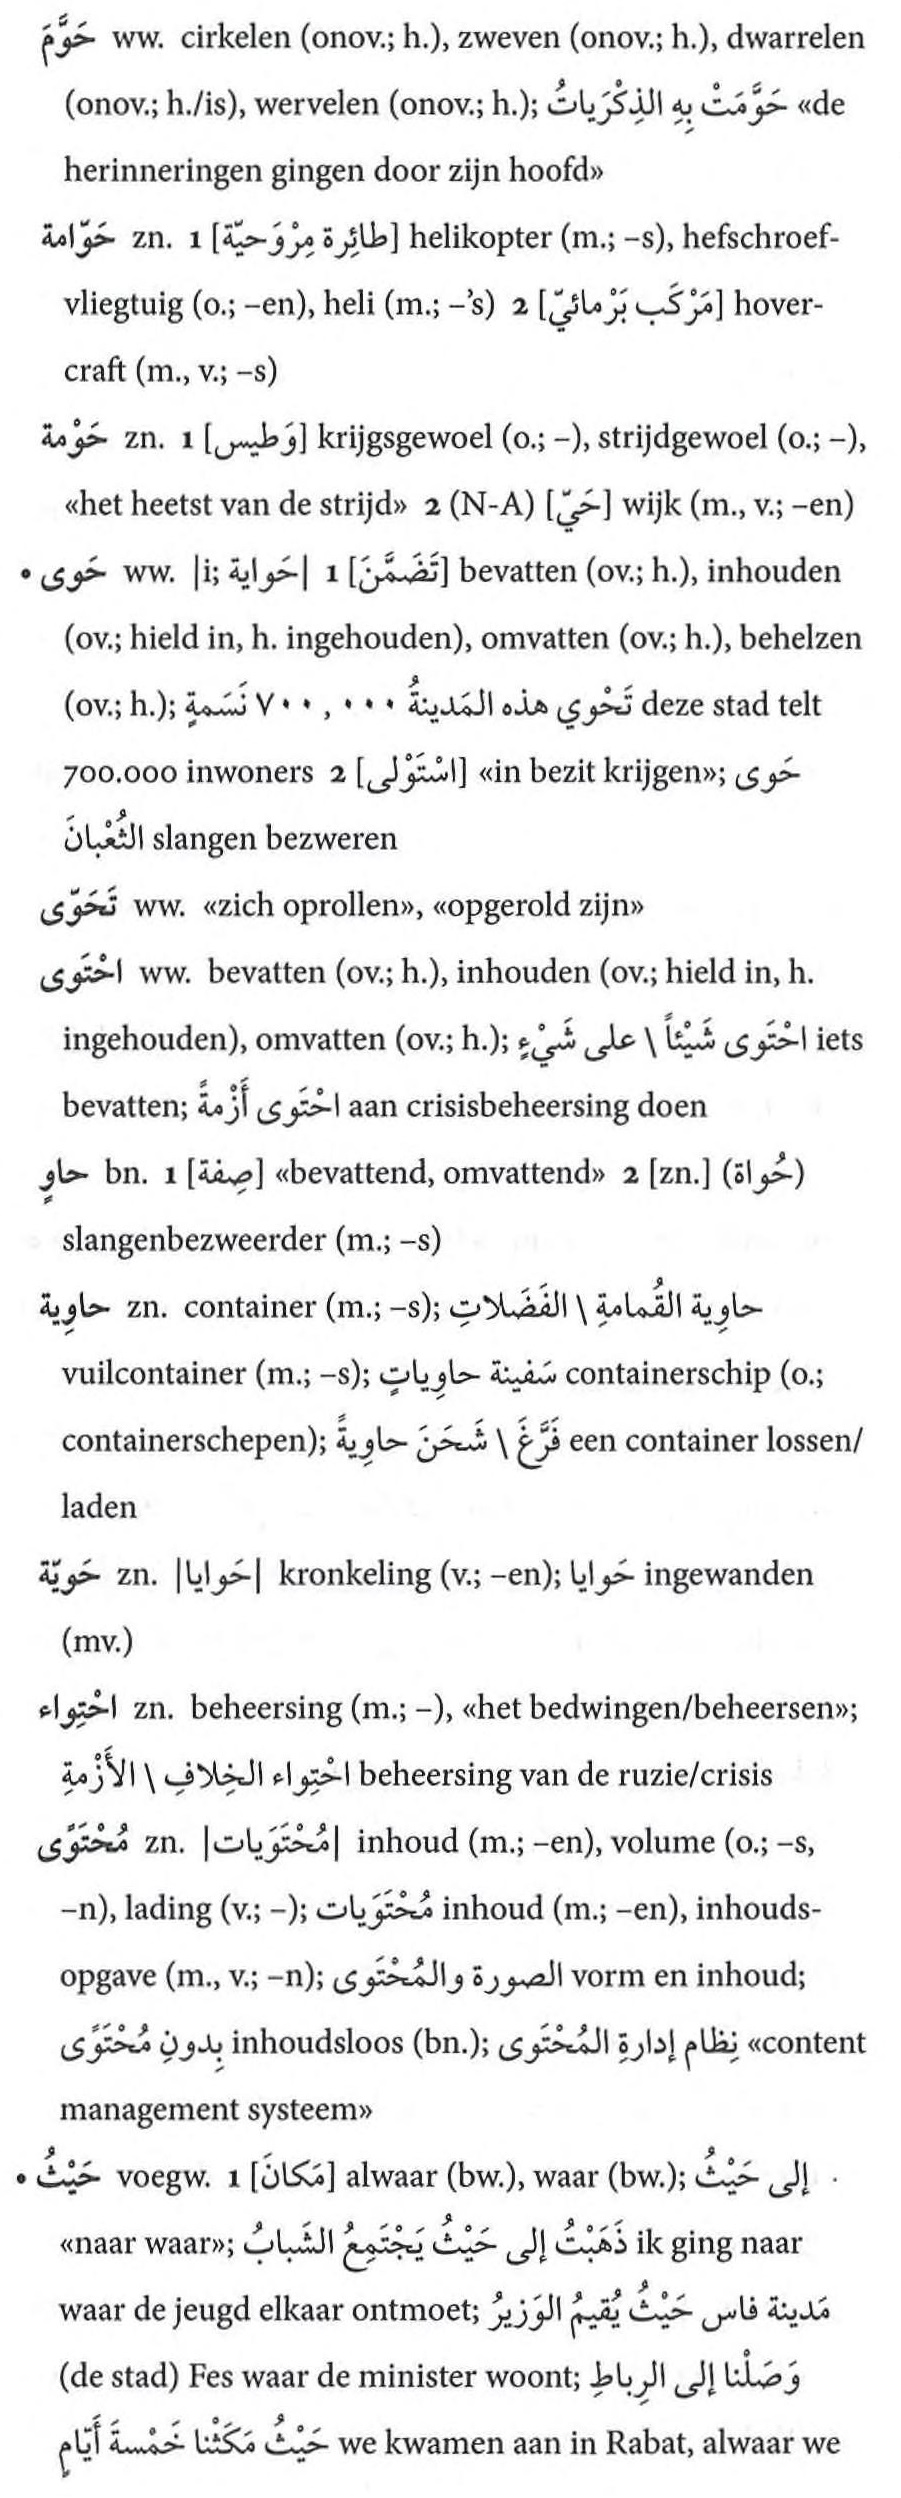 حَوَّمَ ww. cirkelen (onov.; h.), zweven (onov.; h.), dwarrelen
(onov.; h./is), wervelen (onov.; h.); حَوَّمَتْ بِهِ الذِكْرَياتُ «de
herinneringen gingen door zijn hoofd»
حَوّامة zn. 1 [طائِرة مِرْوَحيّة] helikopter (m.; –s), hefschroef-
vliegtuig (o.; –en), heli (m.; –’s) 2 [مَرْكَب بَرْمائيّ] hover-
craft (m., v.; –s)
حَوْمة zn. 1 [وَطيس] krijgsgewoel (o.; –), strijdgewoel (o.; –),
«het heetst van de strijd» 2 (N-A) [حَيّ] wijk (m., v.; –en)
• حَوى ww. |i; حَواية| 1 [تَضَمَّنَ] bevatten (ov.; h.), inhouden
(ov.; hield in, h. ingehouden), omvatten (ov.; h.), behelzen
(ov.; h.); تَحْوي هذه المَدينةُ ٧٠٠,٠٠٠ نَسَمةٍ deze stad telt
700.000 inwoners 2 [اسْتَوْلى] «in bezit krijgen»; حَوى
الثُعْبانَ slangen bezweren
تَحَوّى ww. «zich oprollen», «opgerold zijn»
احْتَوى ww. bevatten (ov.; h.), inhouden (ov.; hield in, h.
ingehouden), omvatten (ov.; h.); احْتَوى شَيْئاً \ على شَيْءٍ iets
bevatten; احْتَوى أَزْمةً aan crisisbeheersing doen
حاوٍ bn. 1 [صِفة] «bevattend, omvattend» 2 [zn.] (حُواة)
slangenbezweerder (m.; –s)
حاوِية zn. container (m.; –s); حاوِية القُمامةِ \ الفَضَلاتِ
vuilcontainer (m.; –s); سَفينة حاوِياتٍ containerschip (o.;
containerschepen); فَرَّغَ \ شَحَنَ حاوِيةً een container lossen/
laden
حَويّة zn. |حَوايا| kronkeling (v.; –en); حَوايا ingewanden
(mv.)
احْتِواء zn. beheersing (m.; –), «het bedwingen/beheersen»;
احْتِواء الخِلافِ \ الأَزْمةِ beheersing van de ruzie/crisis
مُحْتَوًى zn. |مُحْتَوَيات| inhoud (m.; –en), volume (o.; –s,
–n), lading (v.; –); مُحْتَوَيات inhoud (m.; –en), inhouds-
opgave (m., v.; –n); الصورة والمُحْتَوى vorm en inhoud;
بِدونِ مُحْتَوًى inhoudsloos (bn.); نِظام إدارةِ المُحْتَوى «content
management systeem»
• حَيْثُ voegw. 1 [مَكانَ] alwaar (bw.), waar (bw.); إلى حَيْثُ
«naar waar»; ذَهَبْتُ إلى حَيْثُ يَجْتَمِعُ الشَبابُ ik ging naar
waar de jeugd elkaar ontmoet; مَدينة فاس حَيْثُ يُقيمُ الوَزيرُ
(de stad) Fes waar de minister woont; وَصَلْنا إلى الرِباطِ
حَيْثُ مَكَثْنا خَمْسةَ أَيّامٍ we kwamen aan in Rabat, alwaar we